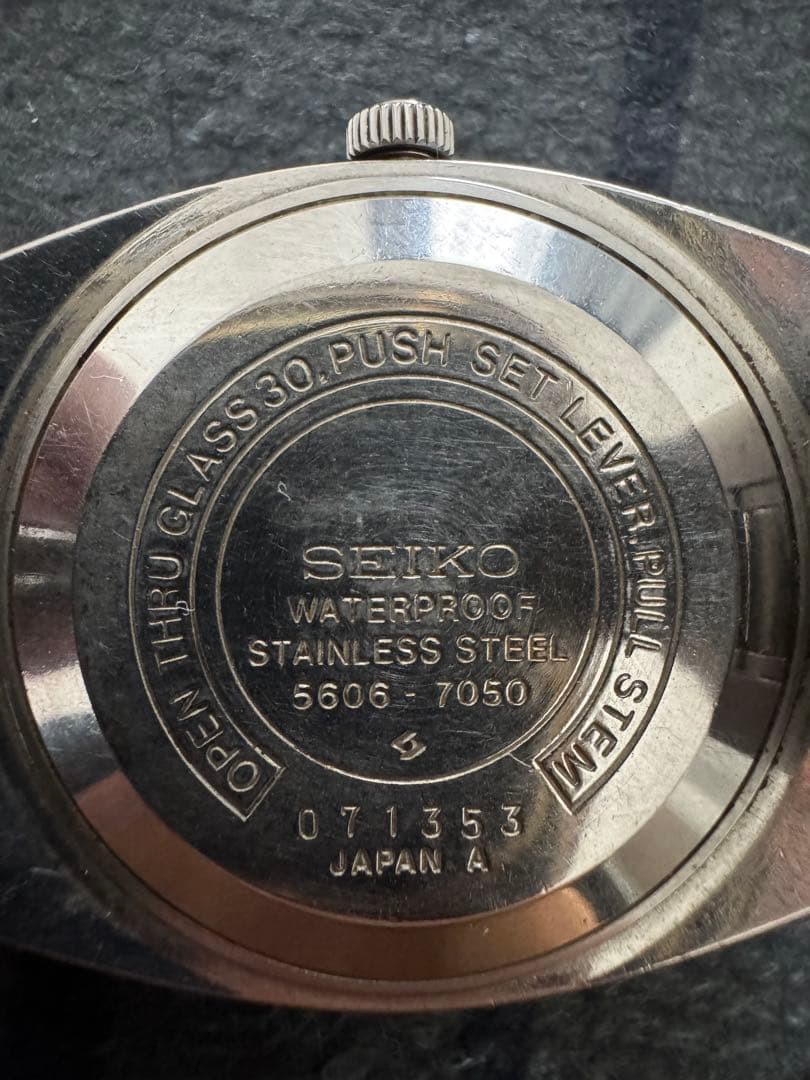 OPEN THRU GLASS 30, PUSH SET LEVER, PULL STEM
SEIKO
WATERPROOF
STAINLESS STEEL
5606 - 7050
071353
JAPAN A